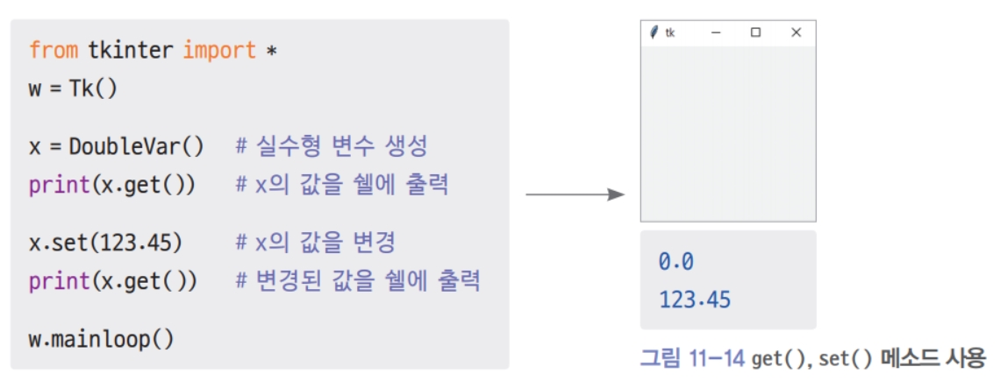 from tkinter import *
w = Tk()
x = DoubleVar() # 실수형 변수 생성
print(x.get()) # x의 값을 쉘에 출력
x.set(123.45) # x의 값을 변경
print(x.get()) # 변경된 값을 쉘에 출력
w.mainloop()
tk
0.0
123.45
그림 11-14 get(), set() 메소드 사용